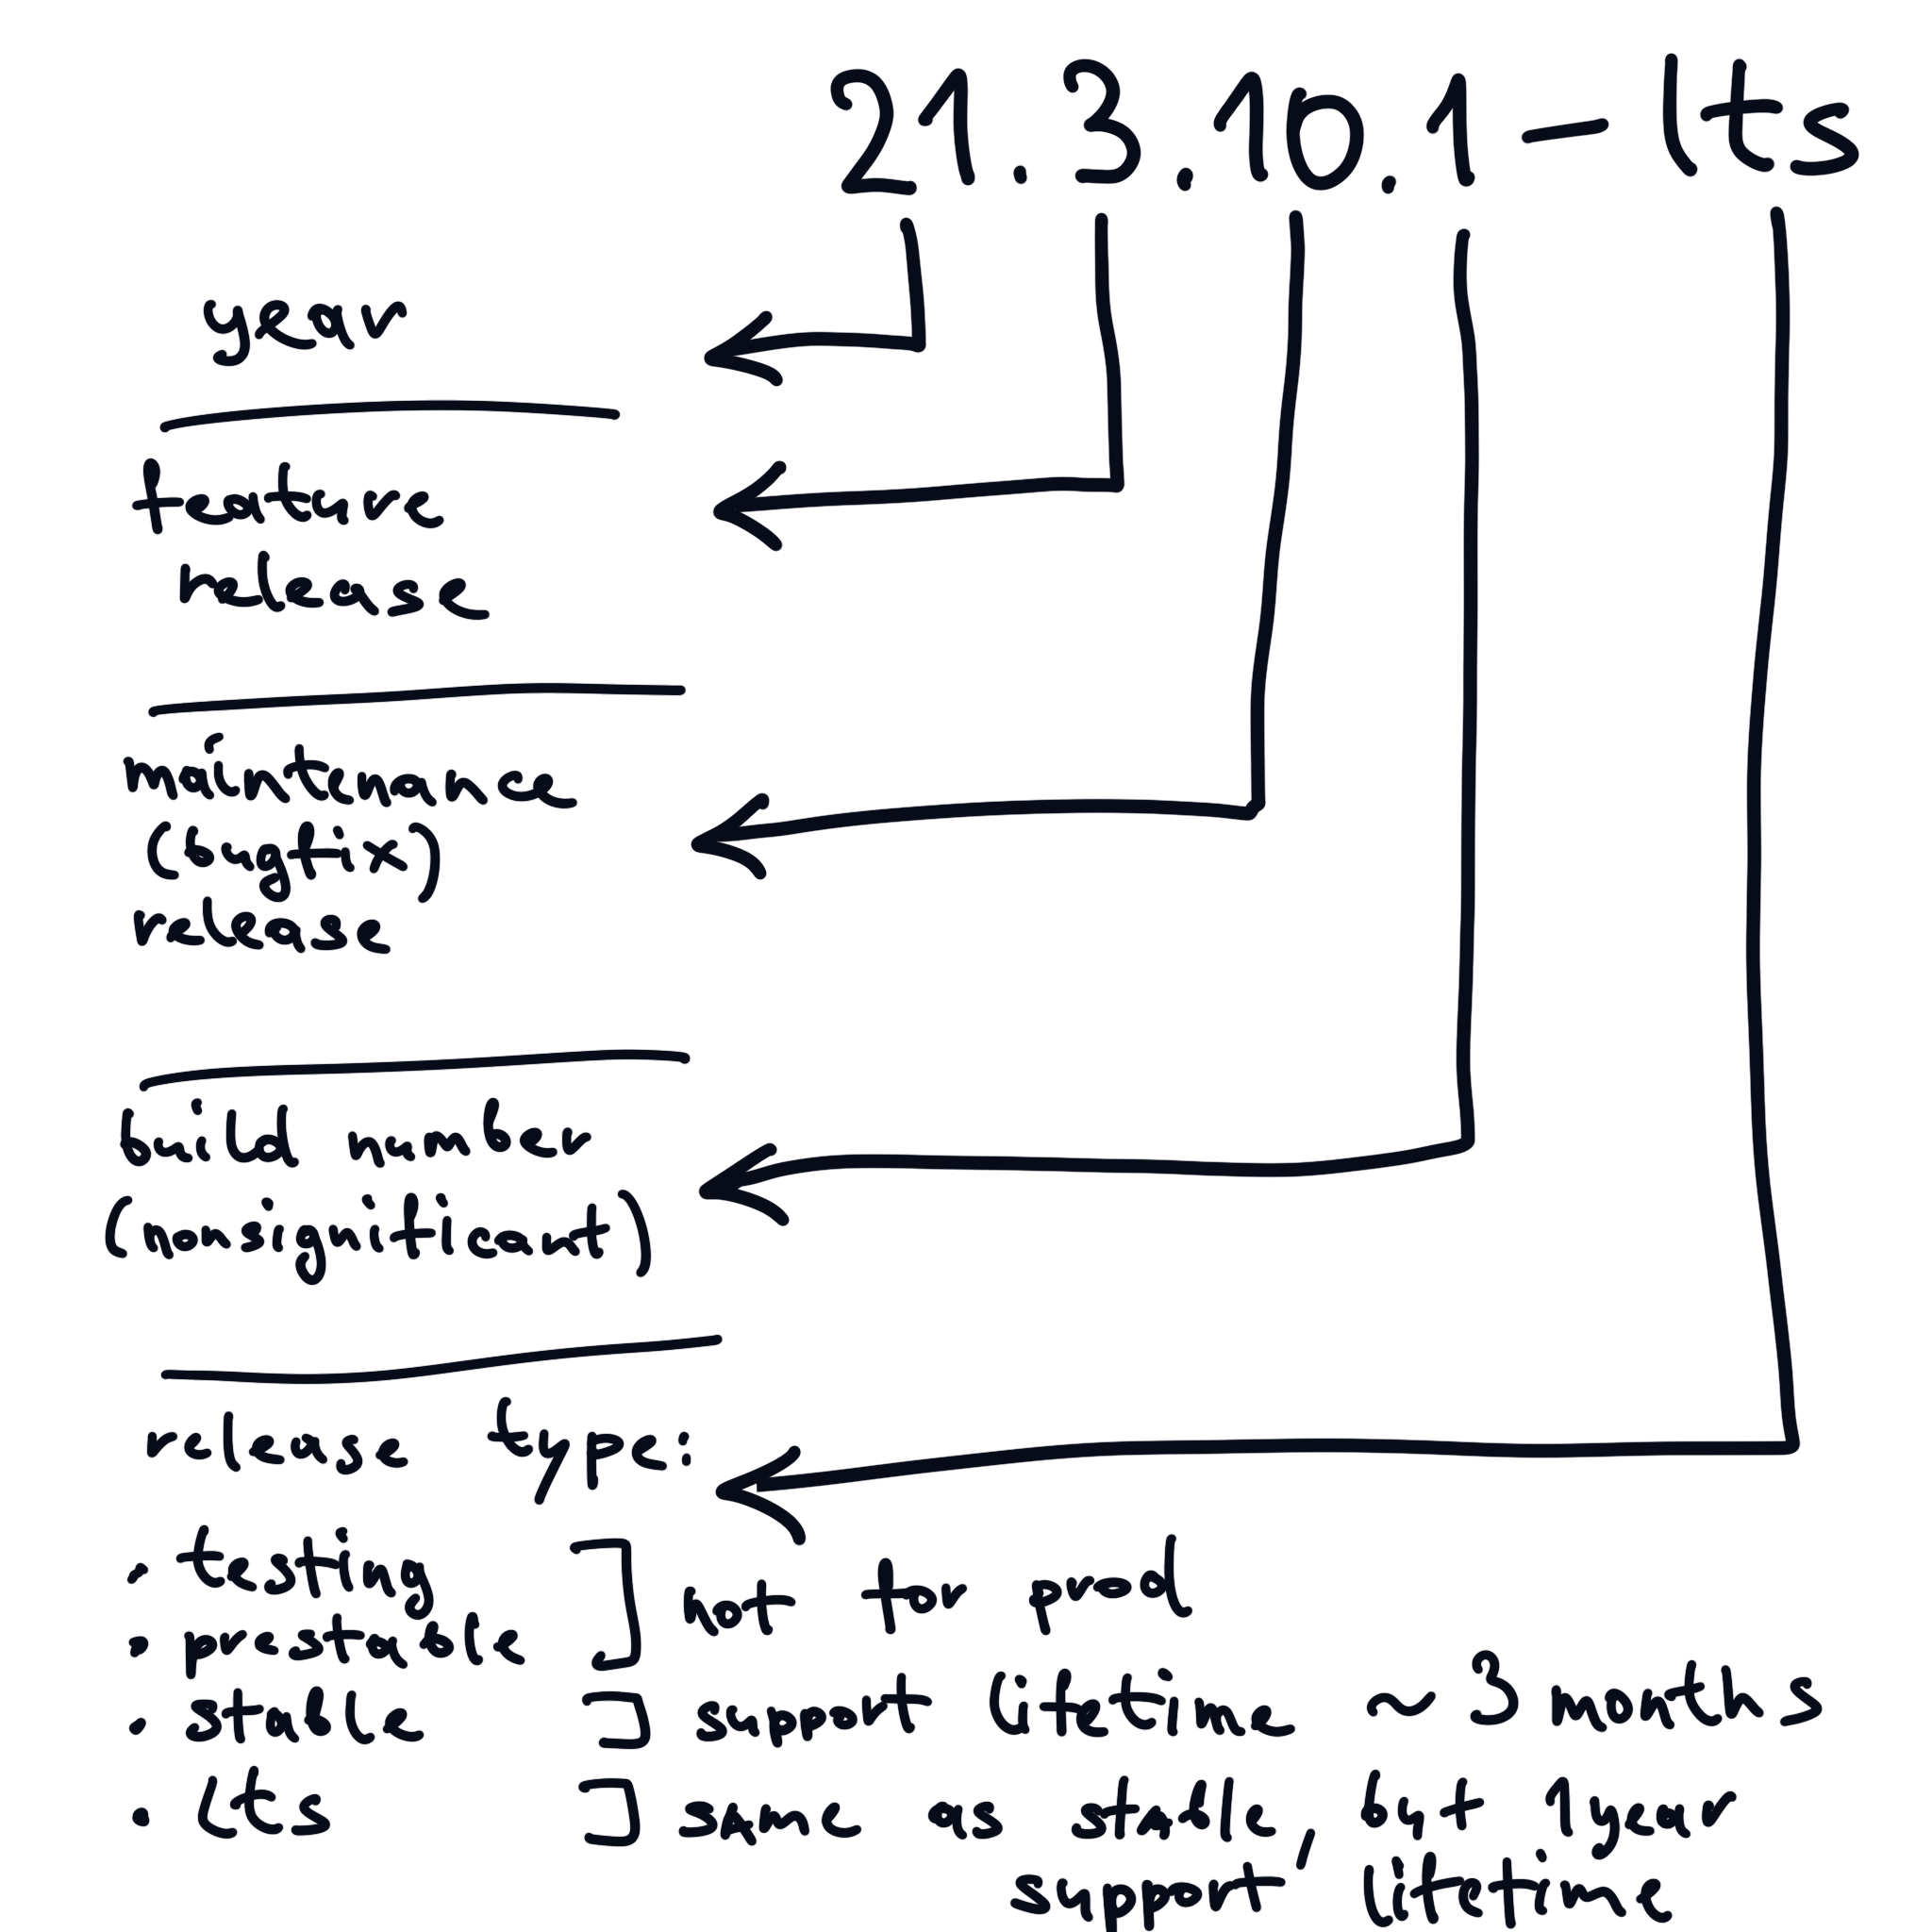 21.3.10.1-lts
year
feature
release
maintenance
(bugfix)
release
build number
(nonsignificant)
release type:
• testing
• prestable
] not for prod
• stable ] support lifetime ~ 3 months
• lts ] same as stable, but 1 year
support lifetime